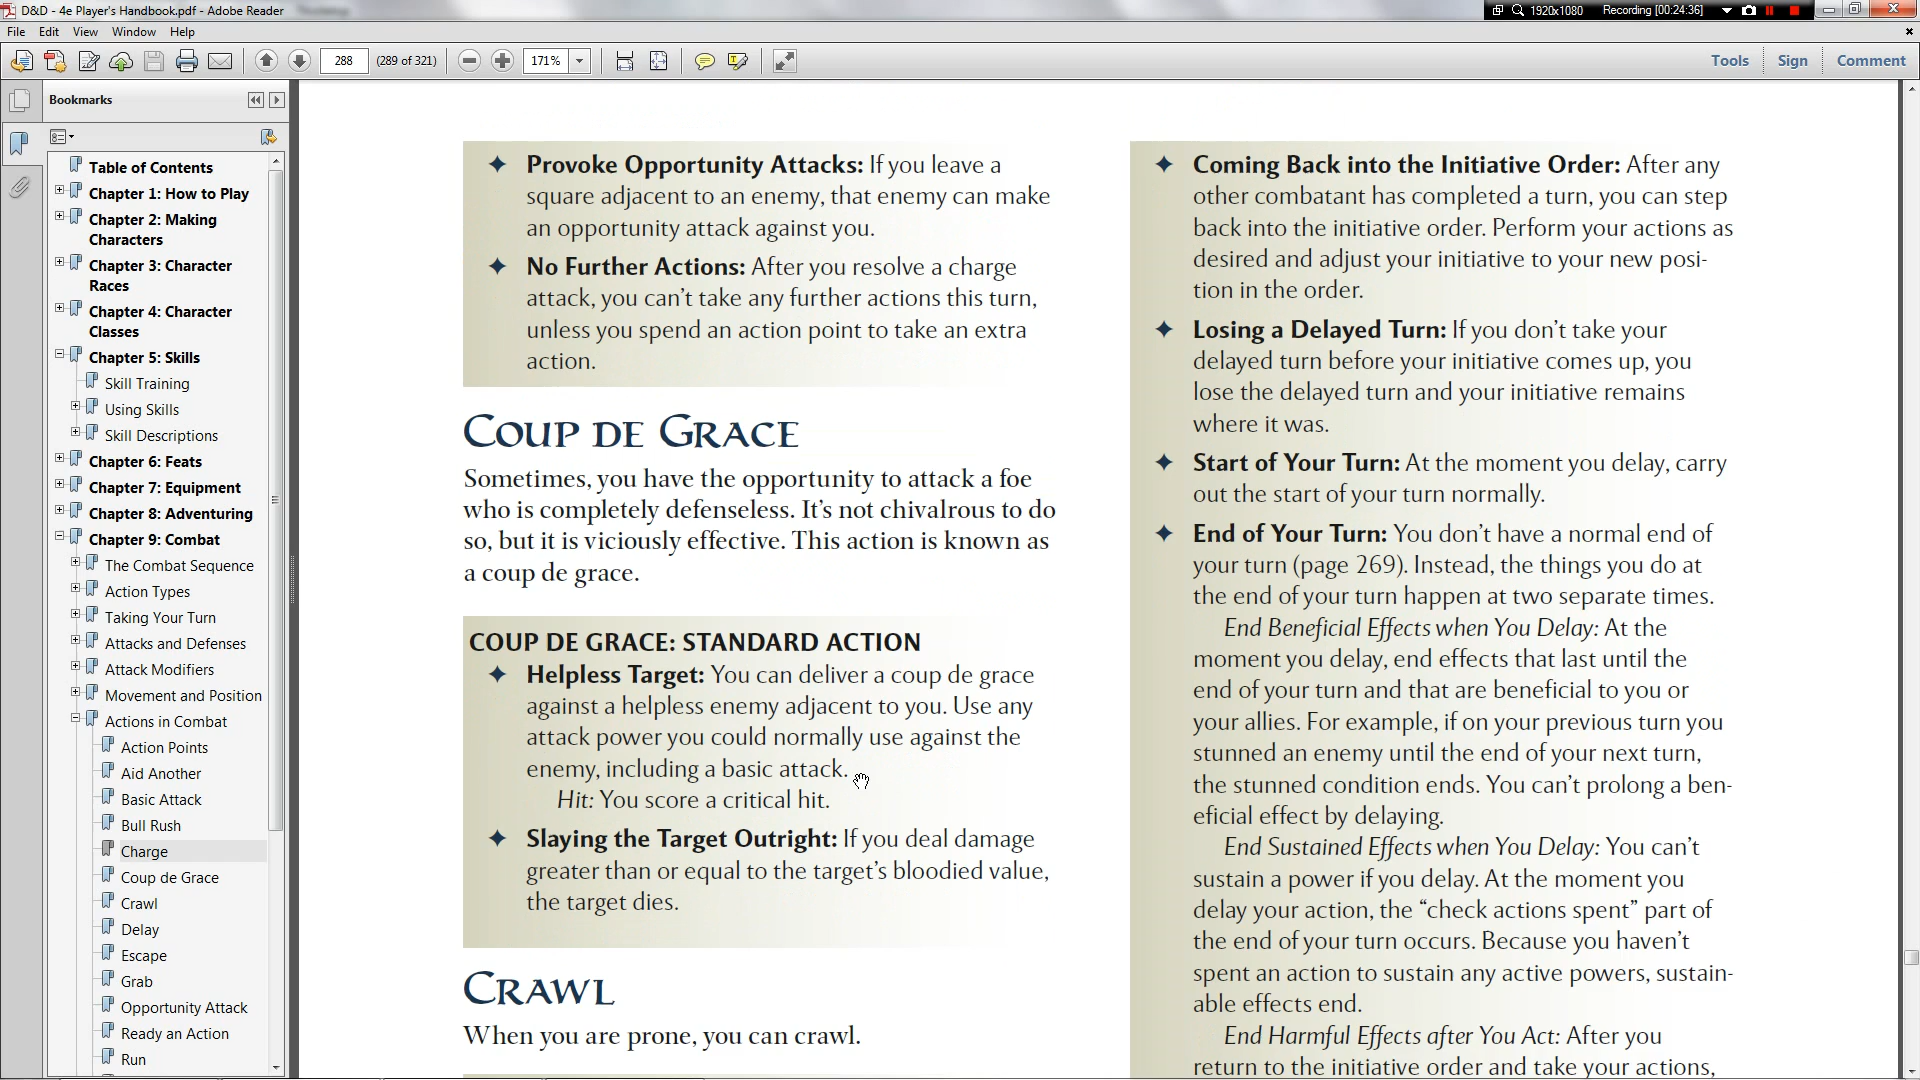 D&D - 4e Player's Handbook.pdf - Adobe Reader
1920x1080
Recording [00:24:36]
File Edit View Window Help
288 (289 of 321) 171%
Tools Sign Comment
Bookmarks
Table of Contents
Chapter 1: How to Play
Chapter 2: Making
Characters
Chapter 3: Character
Races
Chapter 4: Character
Classes
Chapter 5: Skills
Skill Training
Using Skills
Skill Descriptions
Chapter 6: Feats
Chapter 7: Equipment
Chapter 8: Adventuring
Chapter 9: Combat
The Combat Sequence
Action Types
Taking Your Turn
Attacks and Defenses
Attack Modifiers
Movement and Position
Actions in Combat
Action Points
Aid Another
Basic Attack
Bull Rush
Charge
Coup de Grace
Crawl
Delay
Escape
Grab
Opportunity Attack
Ready an Action
Run
Provoke Opportunity Attacks: If you leave a
square adjacent to an enemy, that enemy can make
an opportunity attack against you.
No Further Actions: After you resolve a charge
attack, you can't take any further actions this turn,
unless you spend an action point to take an extra
action.
COUP DE GRACE
Sometimes, you have the opportunity to attack a foe
who is completely defenseless. It's not chivalrous to do
so, but it is viciously effective. This action is known as
a coup de grace.
COUP DE GRACE: STANDARD ACTION
Helpless Target: You can deliver a coup de grace
against a helpless enemy adjacent to you. Use any
attack power you could normally use against the
enemy, including a basic attack.
Hit: You score a critical hit.
Slaying the Target Outright: If you deal damage
greater than or equal to the target's bloodied value,
the target dies.
CRAWL
When you are prone, you can crawl.
Coming Back into the Initiative Order: After any
other combatant has completed a turn, you can step
back into the initiative order. Perform your actions as
desired and adjust your initiative to your new posi-
tion in the order.
Losing a Delayed Turn: If you don't take your
delayed turn before your initiative comes up, you
lose the delayed turn and your initiative remains
where it was.
Start of Your Turn: At the moment you delay, carry
out the start of your turn normally.
End of Your Turn: You don't have a normal end of
your turn (page 269). Instead, the things you do at
the end of your turn happen at two separate times.
End Beneficial Effects when You Delay: At the
moment you delay, end effects that last until the
end of your turn and that are beneficial to you or
your allies. For example, if on your previous turn you
stunned an enemy until the end of your next turn,
the stunned condition ends. You can't prolong a ben-
eficial effect by delaying.
End Sustained Effects when You Delay: You can't
sustain a power if you delay. At the moment you
delay your action, the “check actions spent” part of
the end of your turn occurs. Because you haven't
spent an action to sustain any active powers, sustain-
able effects end.
End Harmful Effects after You Act: After you
return to the initiative order and take your actions,